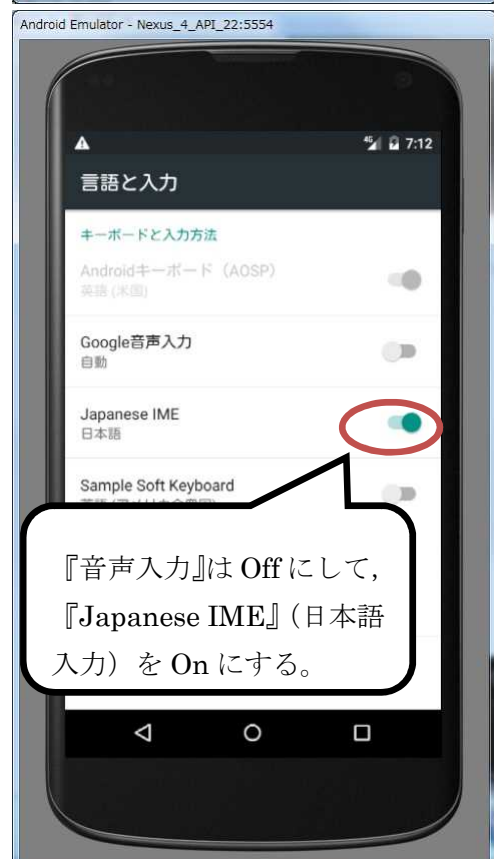 Android Emulator - Nexus_4_API_22:5554
4G 7:12
言語と入力
キーボードと入力方法
Androidキーボード（AOSP）
英語 (米国)
Google音声入力
自動
Japanese IME
日本語
Sample Soft Keyboard
『音声入力』は Off にして,
『Japanese IME』（日本語
入力）を On にする。